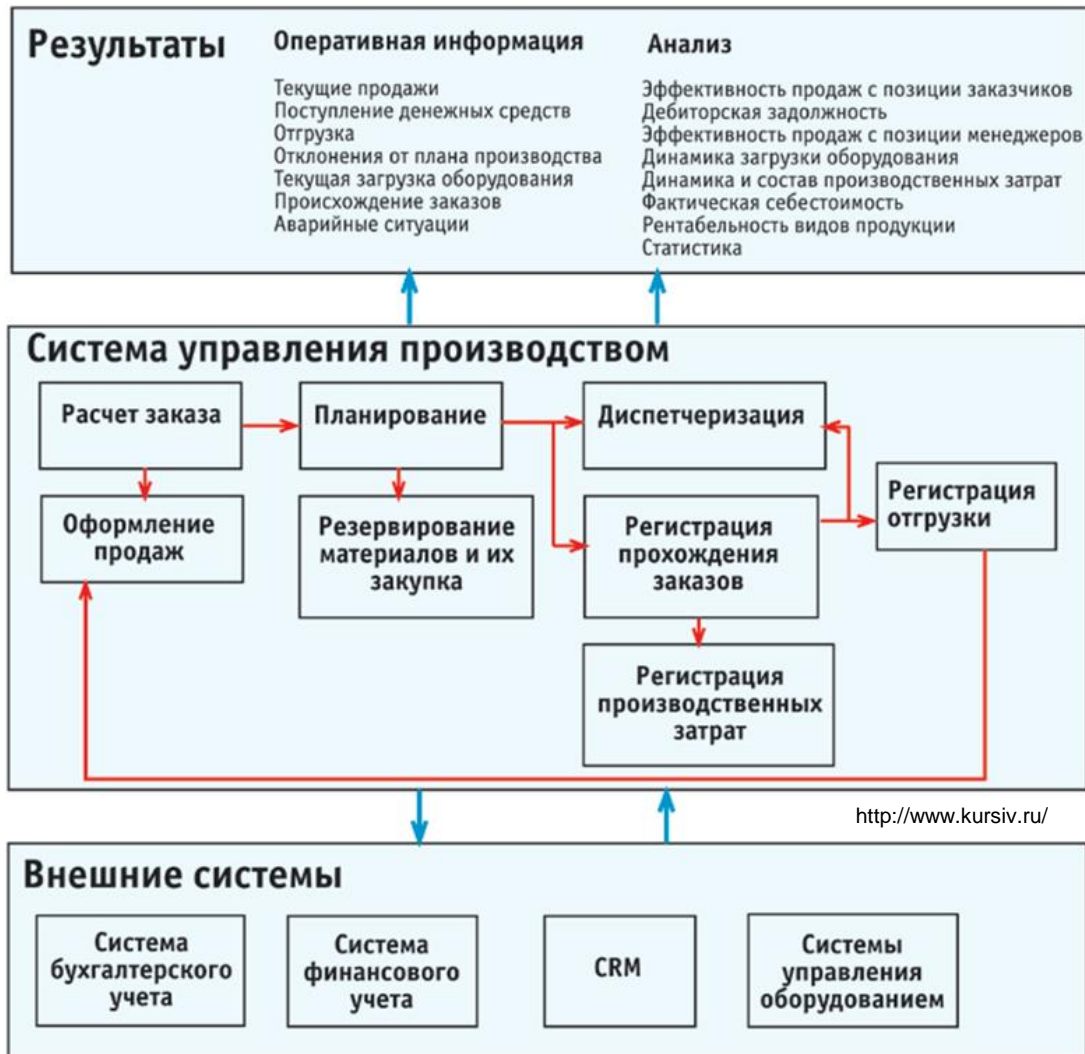 Результаты
Оперативная информация
Текущие продажи
Поступление денежных средств
Отгрузка
Отклонения от плана производства
Текущая загрузка оборудования
Происхождение заказов
Аварийные ситуации
Анализ
Эффективность продаж с позиции заказчиков
Дебиторская задолжность
Эффективность продаж с позиции менеджеров
Динамика загрузки оборудования
Динамика и состав производственных затрат
Фактическая себестоимость
Рентабельность видов продукции
Статистика
Система управления производством
Расчет заказа
Планирование
Диспетчеризация
Оформление
продаж
Резервирование
материалов и их
закупка
Регистрация
прохождения
заказов
Регистрация
отгрузки
Регистрация
производственных
затрат
http://www.kursiv.ru/
Внешние системы
Система
бухгалтерского
учета
Система
финансового
учета
CRM
Системы
управления
оборудованием